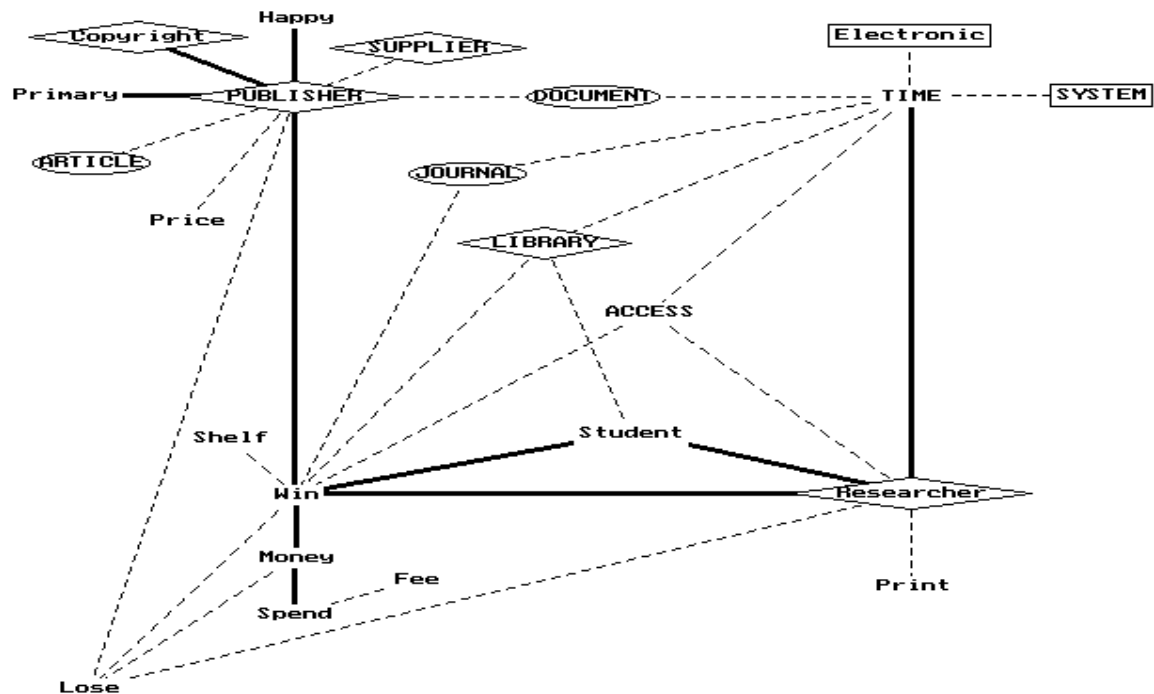 Happy
Electronic
Copyright
SUPPLIER
Primary
PUBLISHER
DOCUMENT
TIME
SYSTEM
ARTICLE
JOURNAL
Price
LIBRARY
ACCESS
Student
Shelf
Win
Researcher
Money
Fee
Print
Spend
Lose